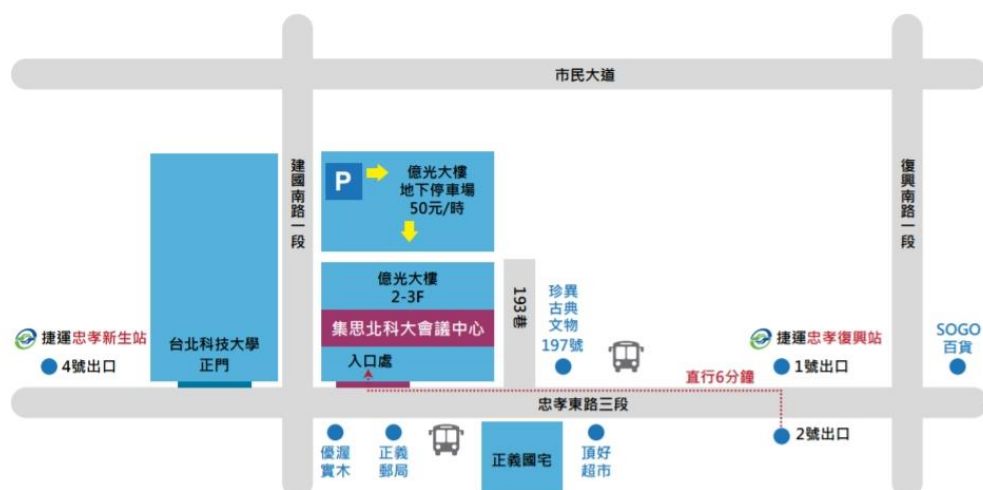 市民大道
建國南路一段
復興南路一段
P
億光大樓
地下停車場
50元/時
億光大樓
2-3F
集思北科大會議中心
入口處
193巷
珍異
古典
文物
197號
捷運忠孝新生站
4號出口
台北科技大學
正門
捷運忠孝復興站
1號出口
SOGO
百貨
直行6分鐘
忠孝東路三段
2號出口
優渥
實木
正義
郵局
正義國宅
頂好
超市